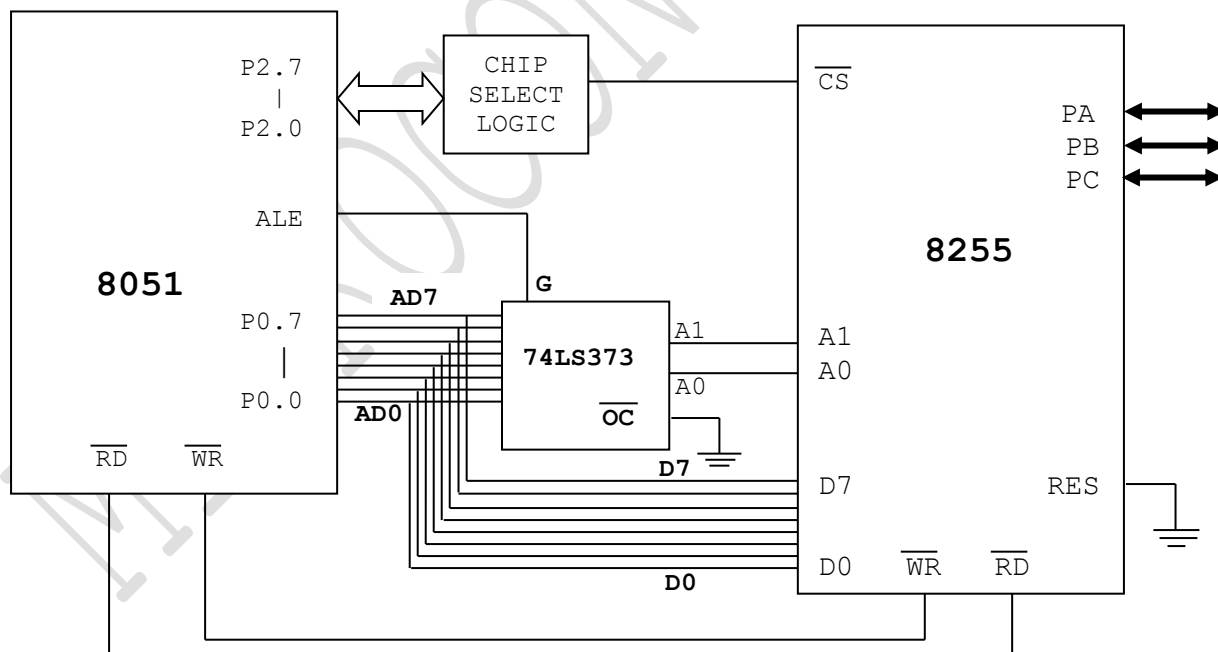 P2.7
|
P2.0
CHIP
SELECT
LOGIC
CS
PA
PB
PC
ALE
8051
8255
G
AD7
P0.7
|
P0.0
AD0
74LS373
OC
A1
A0
A1
A0
RD
WR
D7
D7
RES
D0
D0
WR
RD